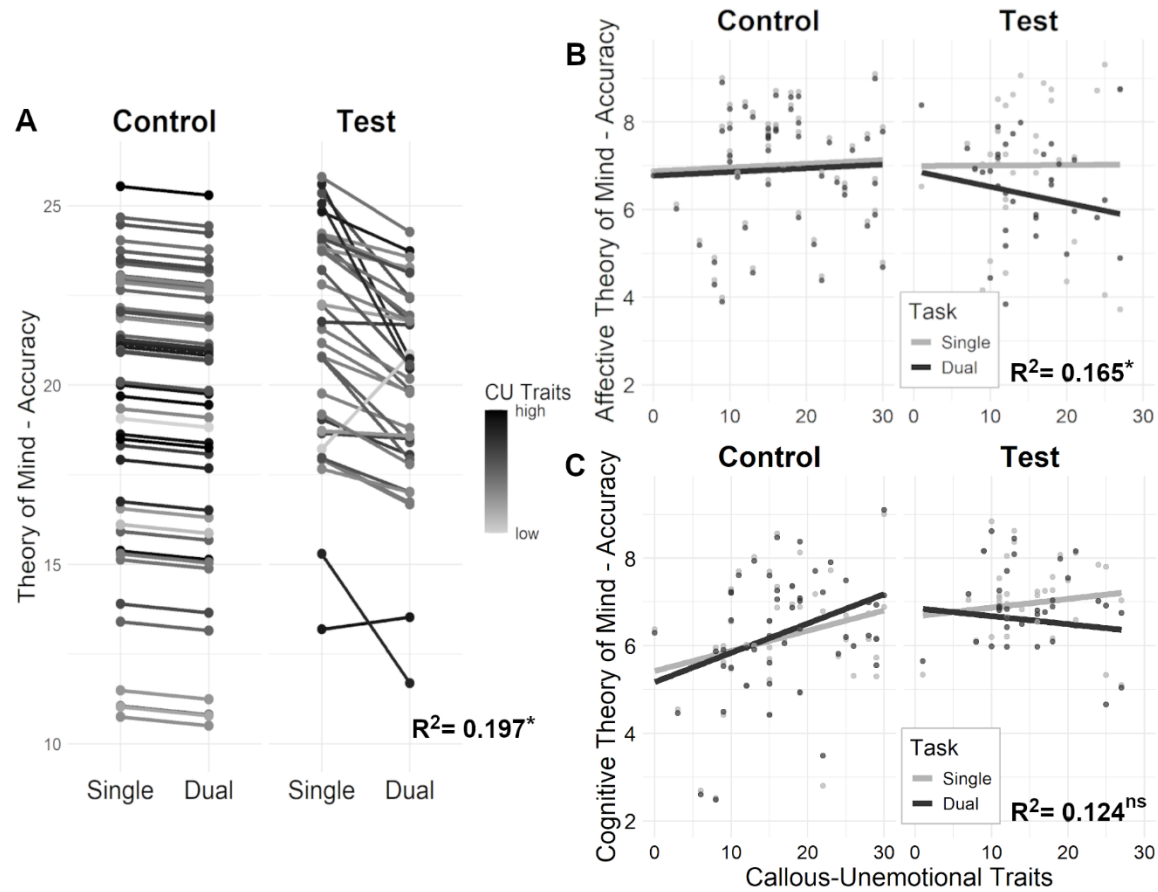 A
Control
Test
Theory of Mind - Accuracy
25
20
15
10
Single
Dual
Single
Dual
CU Traits
high
low
R²= 0.197*
B
Control
Test
Affective Theory of Mind - Accuracy
8
6
4
2
0
10
20
30
0
10
20
30
Task
Single
Dual
R²= 0.165*
C
Control
Test
Cognitive Theory of Mind - Accuracy
8
6
4
2
0
10
20
30
0
10
20
30
Task
Single
Dual
R²= 0.124ns
Callous-Unemotional Traits